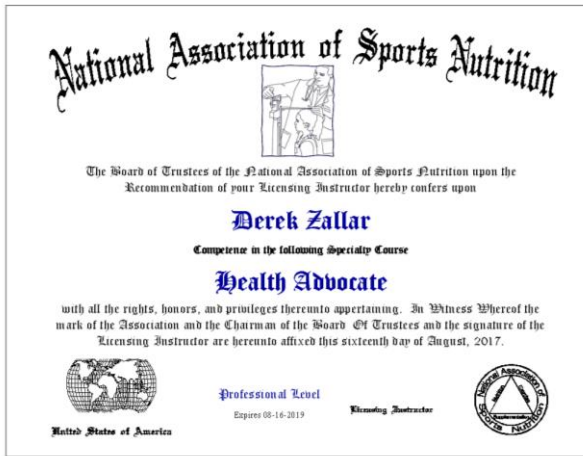 National Association of Sports Nutrition
The Board of Trustees of the National Association of Sports Nutrition upon the
Recommendation of your Licensing Instructor hereby confers upon
Derek Zallar
Competence in the following Specialty Course
Health Advocate
with all the rights, honors, and privileges thereunto appertaining. In Witness Whereof the
mark of the Association and the Chairman of the Board Of Trustees and the signature of the
Licensing Instructor are hereunto affixed this sixteenth day of August, 2017.
Professional Level
Expires 08-16-2019
Licensing Instructor
United States of America
National Association of
Sports Nutrition